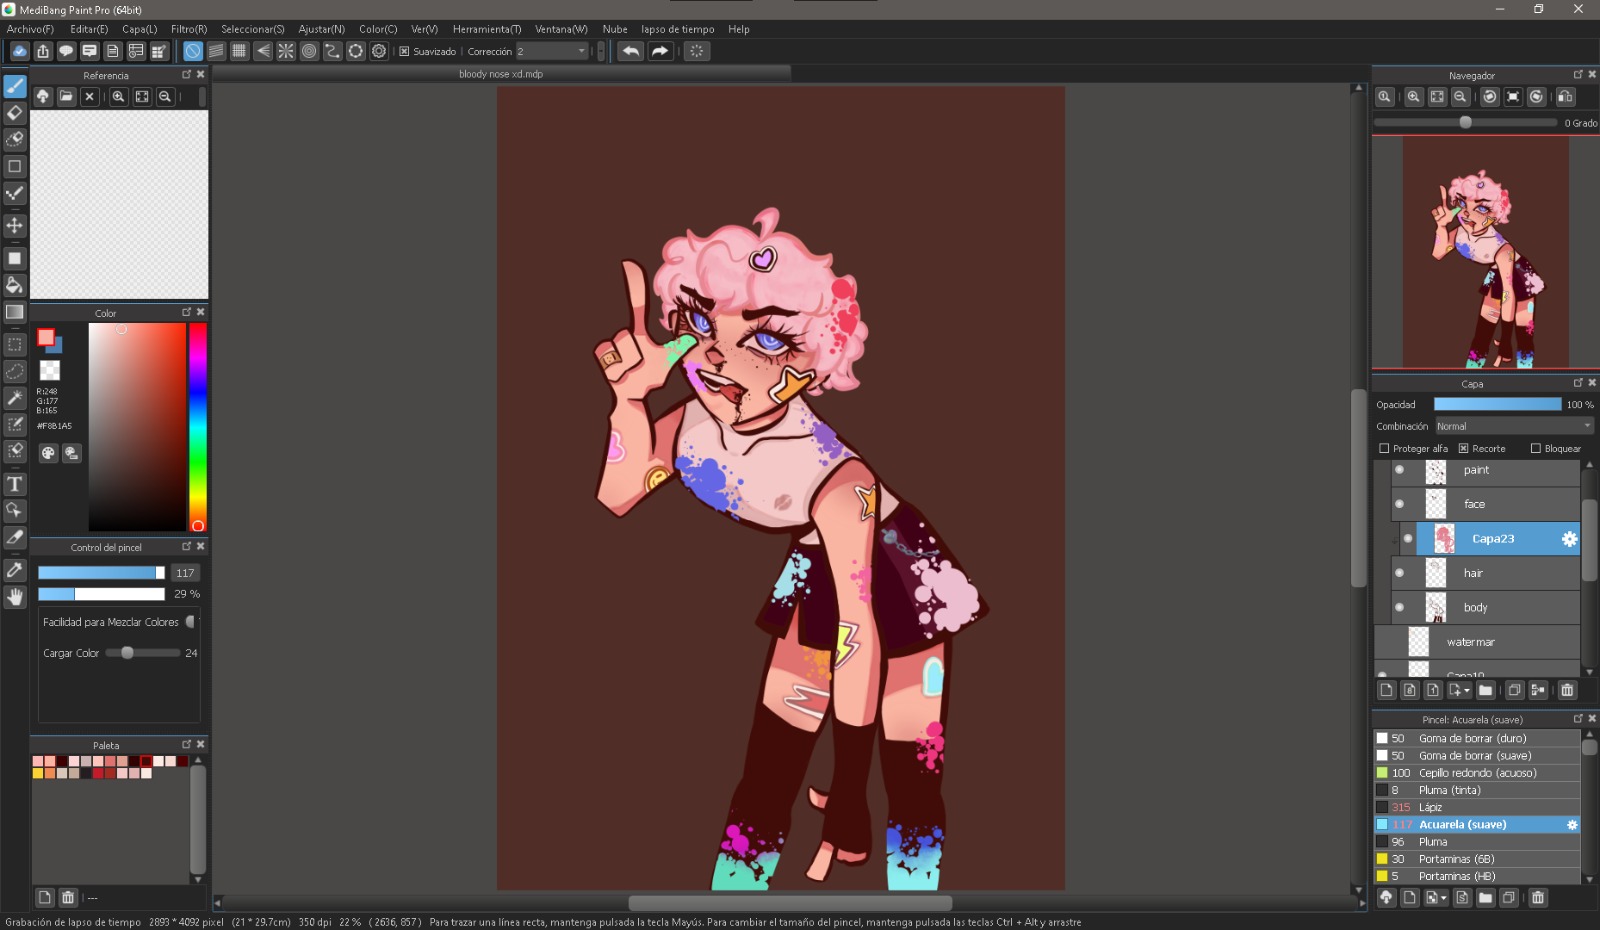 MediBang Paint Pro (64bit)
Archivo(F) Editar(E) Capa(L) Filtro(R) Seleccionar(S) Ajustar(N) Color(C) Ver(V) Herramienta(T) Ventana(W) Nube lapso de tiempo Help
Suavizado Corrección 2
Referencia
bloody nose xd.mdp
Navegador
0 Grado
Color
R:248
G:177
B:165
#F8B1A5
Capa
Opacidad 100 %
Combinación Normal
Proteger alfa Recorte Bloquear
paint
face
Capa23
hair
body
watermar
Capa19
Control del pincel
117
29 %
Facilidad para Mezclar Colores
Cargar Color 24
Paleta
---
Pincel: Acuarela (suave)
50 Goma de borrar (duro)
50 Goma de borrar (suave)
100 Cepillo redondo (acuoso)
8 Pluma (tinta)
315 Lápiz
117 Acuarela (suave)
96 Pluma
30 Portaminas (6B)
5 Portaminas (HB)
Grabación de lapso de tiempo 2893 * 4092 pixel (21 * 29.7cm) 350 dpi 22 % ( 2636, 857 ) Para trazar una línea recta, mantenga pulsada la tecla Mayús. Para cambiar el tamaño del pincel, mantenga pulsadas las teclas Ctrl + Alt y arrastre